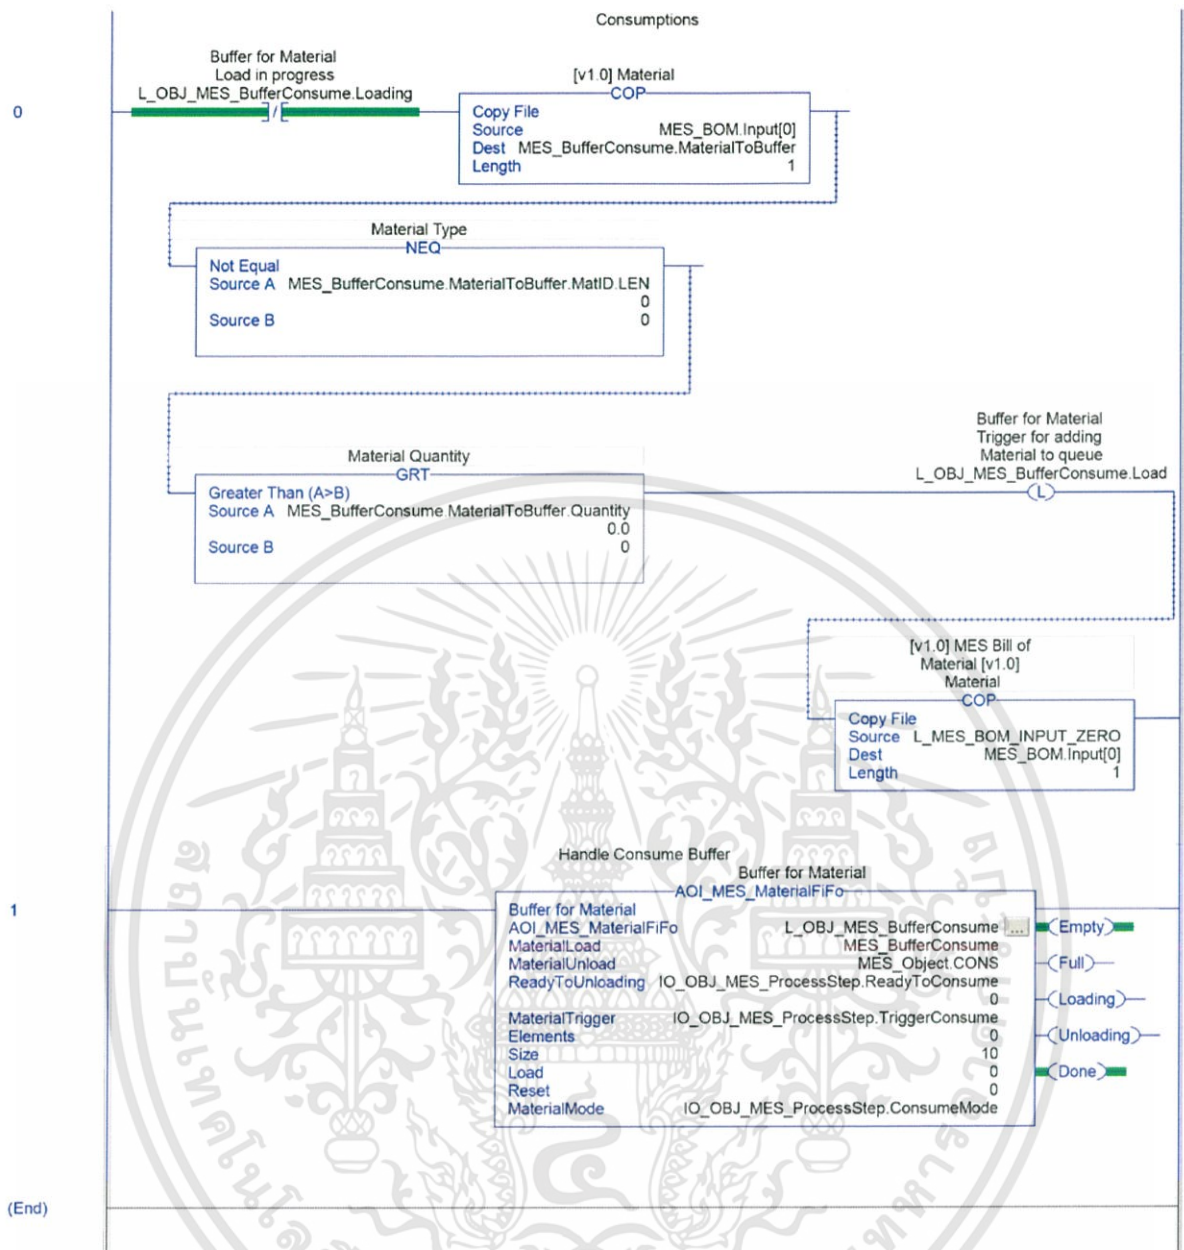 Consumptions
Buffer for Material
Load in progress
L_OBJ_MES_BufferConsume.Loading
[v1.0] Material
COP
0
Copy File
Source MES_BOM.Input[0]
Dest MES_BufferConsume.MaterialToBuffer
Length 1
Material Type
NEQ
Not Equal
Source A MES_BufferConsume.MaterialToBuffer.MatID.LEN
0
Source B 0
Buffer for Material
Trigger for adding
Material to queue
L_OBJ_MES_BufferConsume.Load
L
Material Quantity
GRT
Greater Than (A>B)
Source A MES_BufferConsume.MaterialToBuffer.Quantity
0.0
Source B 0
[v1.0] MES Bill of
Material [v1.0]
Material
COP
Copy File
Source L_MES_BOM_INPUT_ZERO
Dest MES_BOM.Input[0]
Length 1
Handle Consume Buffer
Buffer for Material
AOI_MES_MaterialFiFo
1
Buffer for Material
AOI_MES_MaterialFiFo L_OBJ_MES_BufferConsume ... Empty
MaterialLoad MES_BufferConsume
MaterialUnload MES_Object.CONS Full
ReadyToUnloading IO_OBJ_MES_ProcessStep.ReadyToConsume
0 Loading
MaterialTrigger IO_OBJ_MES_ProcessStep.TriggerConsume
Elements 0 Unloading
Size 10
Load 0 Done
Reset 0
MaterialMode IO_OBJ_MES_ProcessStep.ConsumeMode
(End)